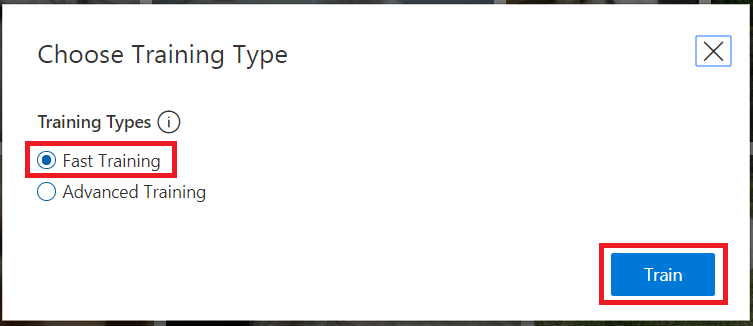 Choose Training Type
Training Types
Fast Training
Advanced Training
Train